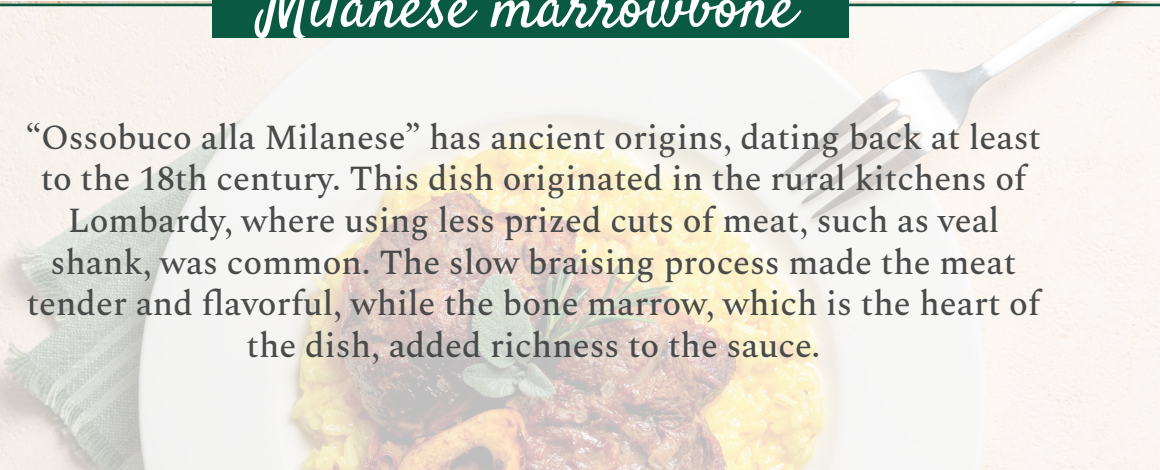 Milanese marrowbone
“Ossobuco alla Milanese” has ancient origins, dating back at least
to the 18th century. This dish originated in the rural kitchens of
Lombardy, where using less prized cuts of meat, such as veal
shank, was common. The slow braising process made the meat
tender and flavorful, while the bone marrow, which is the heart of
the dish, added richness to the sauce.